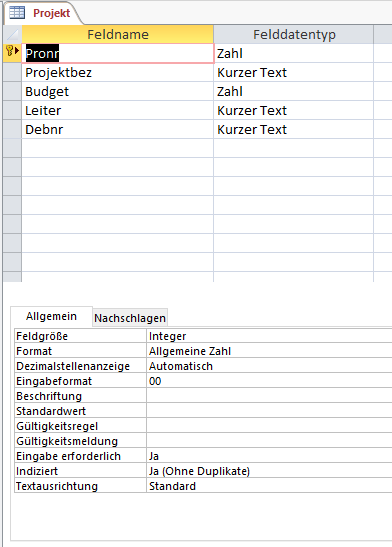 Projekt
Feldname Felddatentyp
Pronr Zahl
Projektbez Kurzer Text
Budget Zahl
Leiter Kurzer Text
Debnr Kurzer Text
Allgemein Nachschlagen
Feldgröße Integer
Format Allgemeine Zahl
Dezimalstellenanzeige Automatisch
Eingabeformat 00
Beschriftung
Standardwert
Gültigkeitsregel
Gültigkeitsmeldung
Eingabe erforderlich Ja
Indiziert Ja (Ohne Duplikate)
Textausrichtung Standard